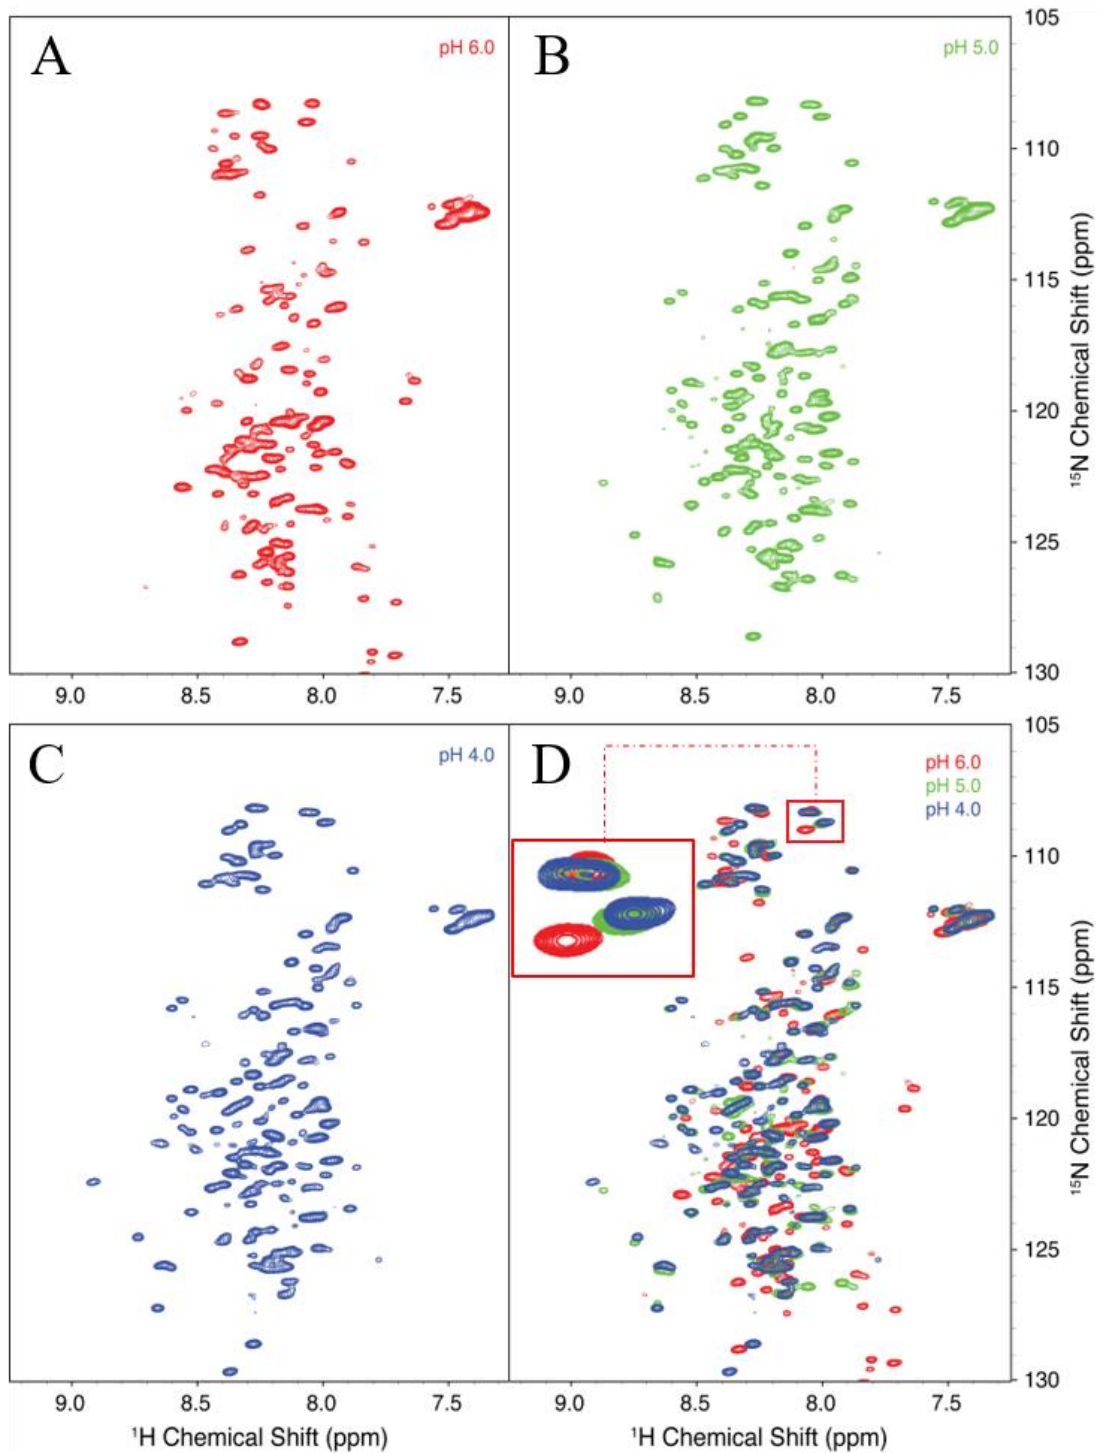 A
pH 6.0
B
pH 5.0
105
110
115
120
125
130
¹⁵N Chemical Shift (ppm)
9.0 8.5 8.0 7.5
9.0 8.5 8.0 7.5
C
pH 4.0
D
pH 6.0
pH 5.0
pH 4.0
105
110
115
120
125
130
¹⁵N Chemical Shift (ppm)
9.0 8.5 8.0 7.5
9.0 8.5 8.0 7.5
¹H Chemical Shift (ppm)
¹H Chemical Shift (ppm)